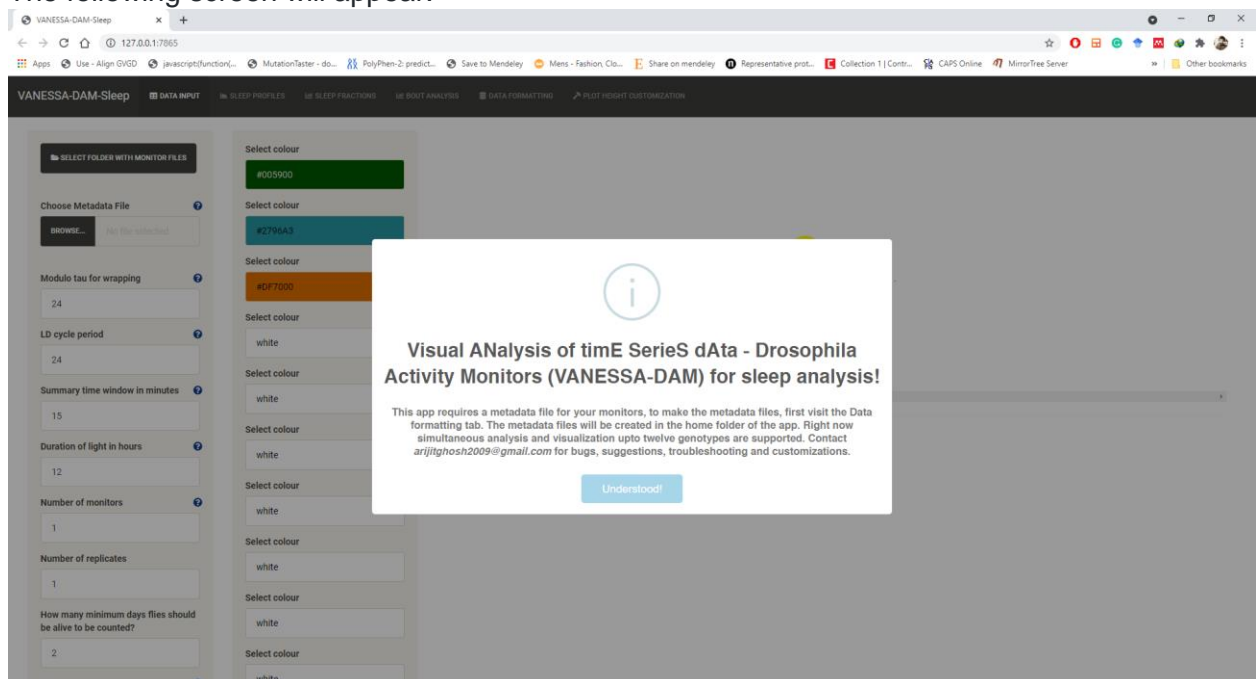 The following screen will appear:
VANESSA-DAM-Sleep
127.0.0.1:7865
Apps Use - Align GVGD javascript(function(... MutationTaster - do... PolyPhen-2: predict... Save to Mendeley Mens - Fashion, Clo... Share on mendeley Representative prot... Collection 1 | Contr... CAPS Online MirrorTree Server » Other bookmarks
VANESSA-DAM-Sleep DATA INPUT SLEEP PROFILES SLEEP FRACTIONS BOUT ANALYSIS DATA FORMATTING PLOT HEIGHT CUSTOMIZATION
SELECT FOLDER WITH MONITOR FILES
Choose Metadata File
BROWSE... No file selected
Modulo tau for wrapping
24
LD cycle period
24
Summary time window in minutes
15
Duration of light in hours
12
Number of monitors
1
Number of replicates
1
How many minimum days flies should
be alive to be counted?
2
Select colour
#005900
Select colour
#2796A3
Select colour
#DF7000
Select colour
white
Select colour
white
Select colour
white
Select colour
white
Select colour
white
Select colour
white
Select colour
white
Visual ANalysis of timE SerieS dAta - Drosophila
Activity Monitors (VANESSA-DAM) for sleep analysis!
This app requires a metadata file for your monitors, to make the metadata files, first visit the Data
formatting tab. The metadata files will be created in the home folder of the app. Right now
simultaneous analysis and visualization upto twelve genotypes are supported. Contact
arijitghosh2009@gmail.com for bugs, suggestions, troubleshooting and customizations.
Understood!